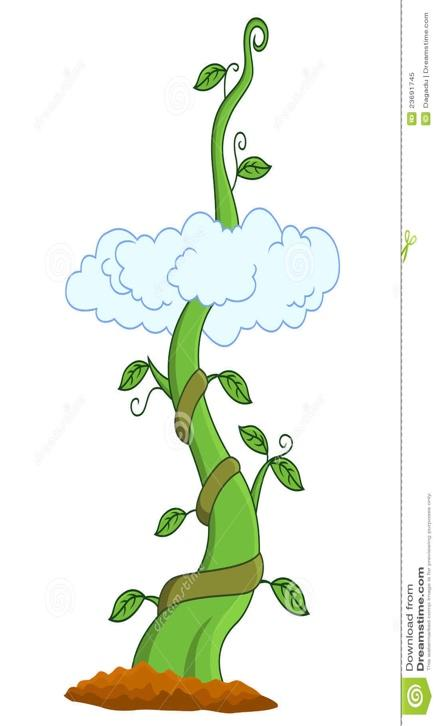 ID 23691745
© Dagadu | Dreamstime.com
Download from
Dreamstime.com
This watermarked comp image is for previewing purposes only.